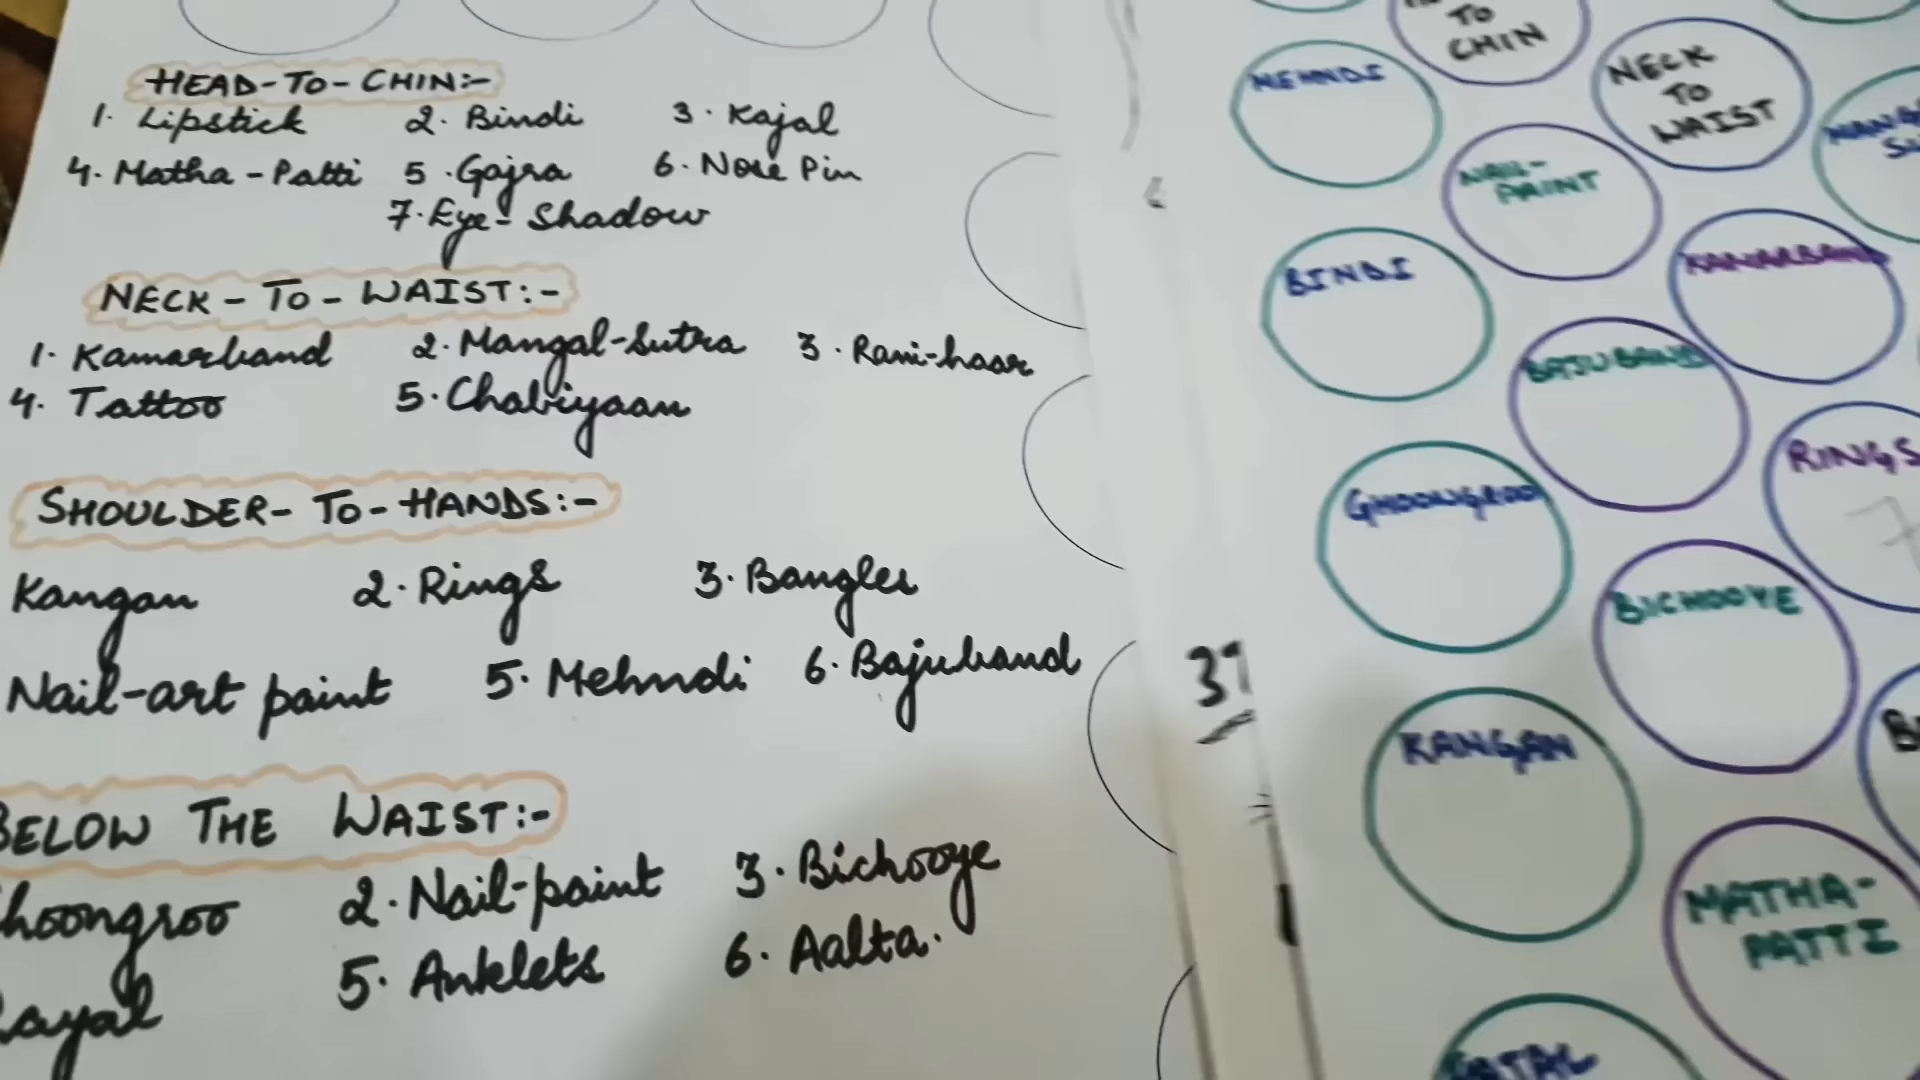 HEAD-TO-CHIN:-
1. Lipstick 2. Bindi 3. Kajal
4. Matha-Patti 5. Gajra 6. Nose Pin
7. Eye-Shadow
NECK-TO-WAIST:-
1. Kamarband 2. Mangal-Sutra 3. Rani-haar
4. Tattoo 5. Chabiyaan
SHOULDER-TO-HANDS:-
Kangan 2. Rings 3. Bangles
Nail-art paint 5. Mehndi 6. Bajuband
BELOW THE WAIST:-
hoongroo 2. Nail-paint 3. Bichooye
ayal 5. Anklets 6. Aalta.
TO
CHIN
NECK
TO
WAIST
MEHNDI
NAIL-
PAINT
BINDI
KAMARBAND
BAJUBAND
GHOONGROO
RINGS
7
BICHOOYE
KANGAN
MATHA-
PATTI